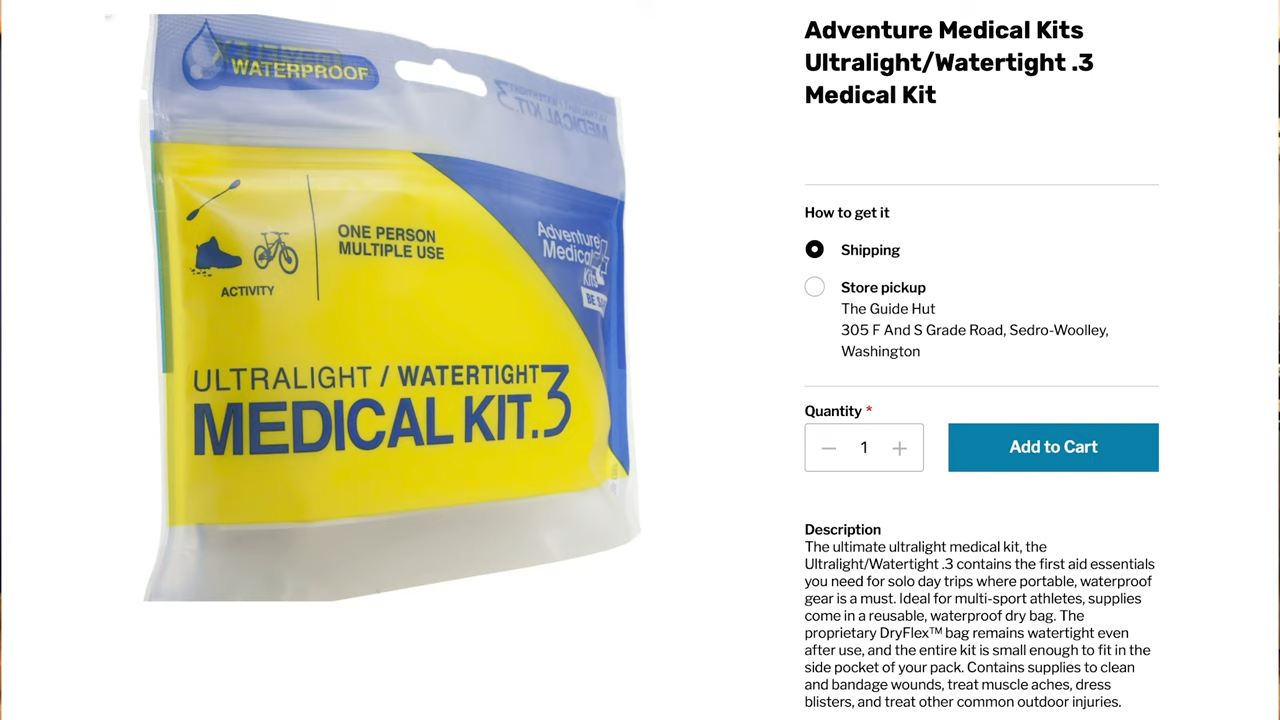 WATERPROOF
ONE PERSON
MULTIPLE USE
ACTIVITY
Adventure
Medical
Kits
ULTRALIGHT / WATERTIGHT
MEDICAL KIT.3
Adventure Medical Kits
Ultralight/Watertight .3
Medical Kit
How to get it
Shipping
Store pickup
The Guide Hut
305 F And S Grade Road, Sedro-Woolley,
Washington
Quantity *
1
Add to Cart
Description
The ultimate ultralight medical kit, the
Ultralight/Watertight .3 contains the first aid essentials
you need for solo day trips where portable, waterproof
gear is a must. Ideal for multi-sport athletes, supplies
come in a reusable, waterproof dry bag. The
proprietary DryFlex™ bag remains watertight even
after use, and the entire kit is small enough to fit in the
side pocket of your pack. Contains supplies to clean
and bandage wounds, treat muscle aches, dress
blisters, and treat other common outdoor injuries.